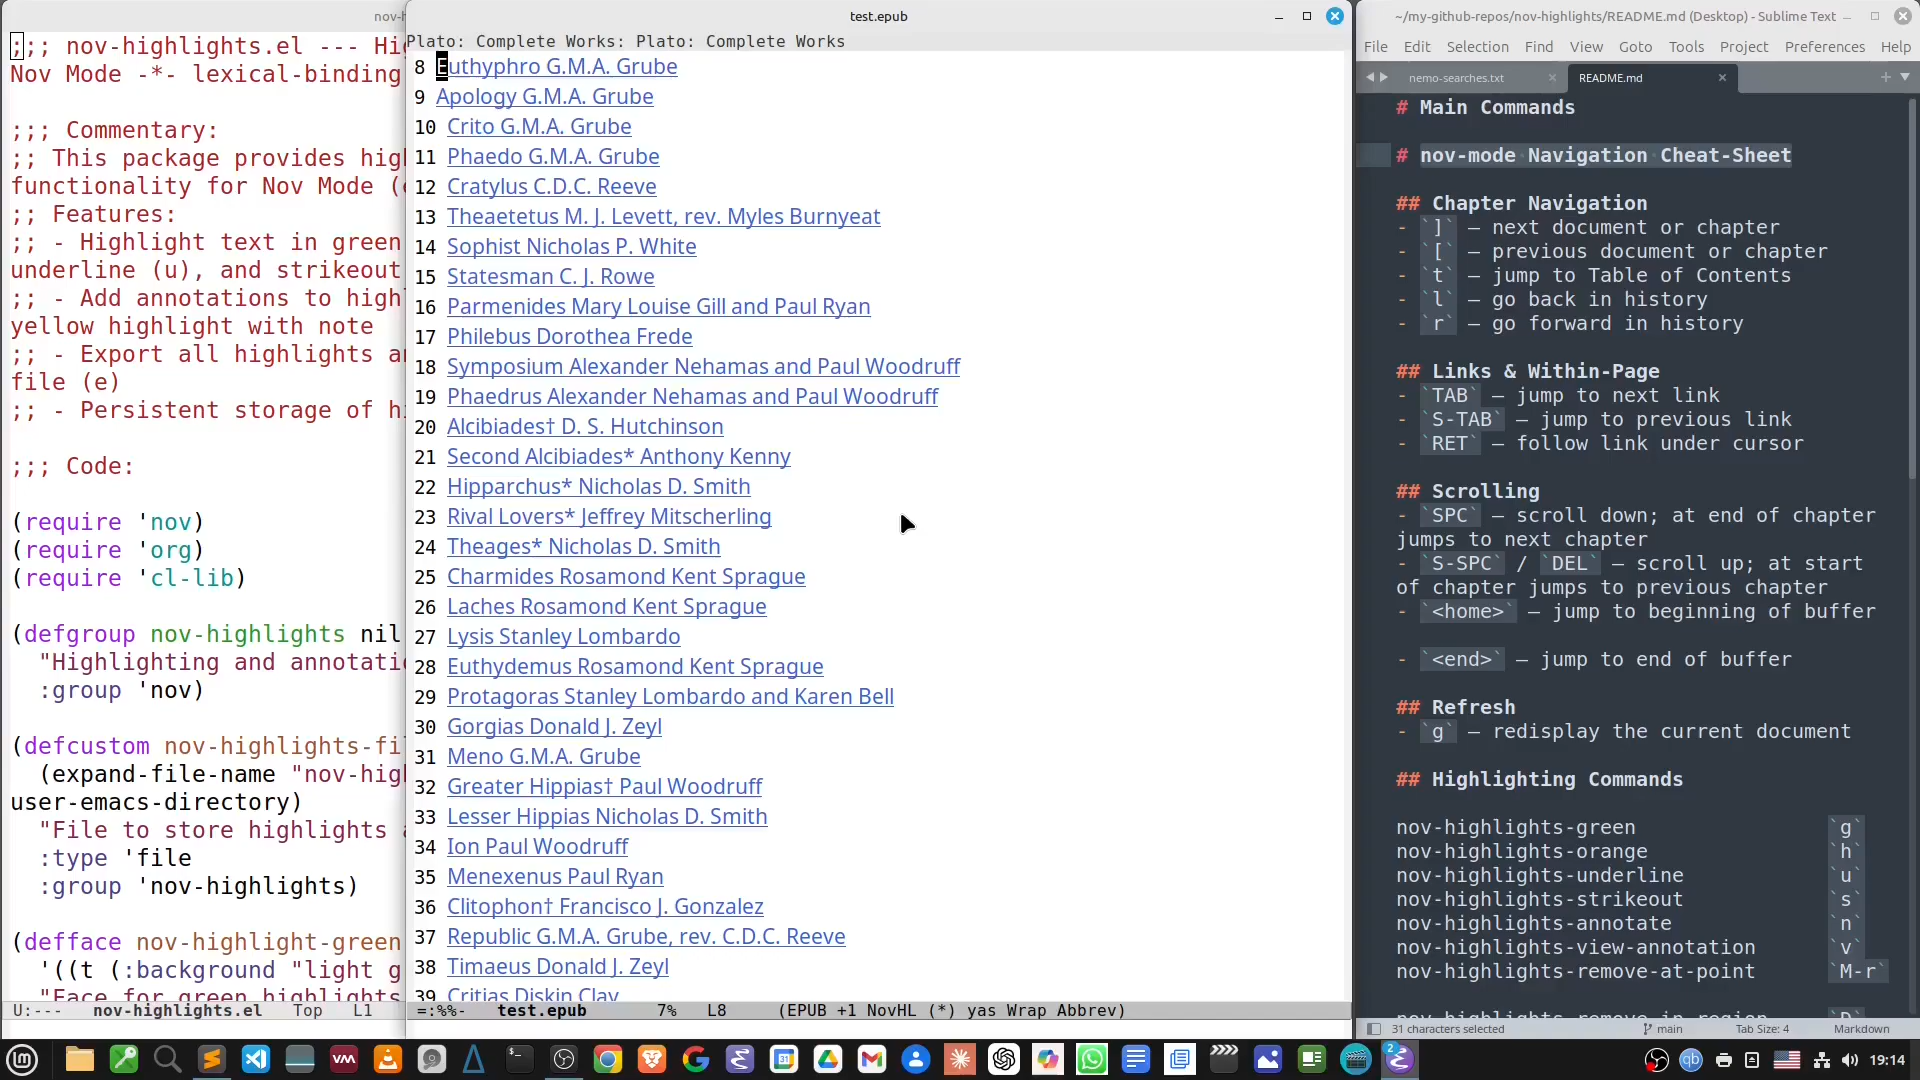 nov-h
;;; nov-highlights.el --- Hi
Nov Mode -*- lexical-binding
;;; Commentary:
;; This package provides hig
functionality for Nov Mode (
;; Features:
;; - Highlight text in green
underline (u), and strikeout
;; - Add annotations to high
yellow highlight with note
;; - Export all highlights an
file (e)
;; - Persistent storage of hi
;;; Code:
(require 'nov)
(require 'org)
(require 'cl-lib)
(defgroup nov-highlights nil
"Highlighting and annotatio
:group 'nov)
(defcustom nov-highlights-fil
(expand-file-name "nov-hig
user-emacs-directory)
"File to store highlights a
:type 'file
:group 'nov-highlights)
(defface nov-highlight-green
'((t (:background "light g
"Face for green highlights
U:--- nov-highlights.el Top L1
test.epub
Plato: Complete Works: Plato: Complete Works
8 Euthyphro G.M.A. Grube
9 Apology G.M.A. Grube
10 Crito G.M.A. Grube
11 Phaedo G.M.A. Grube
12 Cratylus C.D.C. Reeve
13 Theaetetus M. J. Levett, rev. Myles Burnyeat
14 Sophist Nicholas P. White
15 Statesman C. J. Rowe
16 Parmenides Mary Louise Gill and Paul Ryan
17 Philebus Dorothea Frede
18 Symposium Alexander Nehamas and Paul Woodruff
19 Phaedrus Alexander Nehamas and Paul Woodruff
20 Alcibiades† D. S. Hutchinson
21 Second Alcibiades* Anthony Kenny
22 Hipparchus* Nicholas D. Smith
23 Rival Lovers* Jeffrey Mitscherling
24 Theages* Nicholas D. Smith
25 Charmides Rosamond Kent Sprague
26 Laches Rosamond Kent Sprague
27 Lysis Stanley Lombardo
28 Euthydemus Rosamond Kent Sprague
29 Protagoras Stanley Lombardo and Karen Bell
30 Gorgias Donald J. Zeyl
31 Meno G.M.A. Grube
32 Greater Hippias† Paul Woodruff
33 Lesser Hippias Nicholas D. Smith
34 Ion Paul Woodruff
35 Menexenus Paul Ryan
36 Clitophon† Francisco J. Gonzalez
37 Republic G.M.A. Grube, rev. C.D.C. Reeve
38 Timaeus Donald J. Zeyl
39 Critias Diskin Clay
=:%%- test.epub 7% L8 (EPUB +1 NovHL (*) yas Wrap Abbrev)
~/my-github-repos/nov-highlights/README.md (Desktop) - Sublime Text
File Edit Selection Find View Goto Tools Project Preferences Help
nemo-searches.txt README.md
# Main Commands
# nov-mode Navigation Cheat-Sheet
## Chapter Navigation
- `]` — next document or chapter
- `[` — previous document or chapter
- `t` — jump to Table of Contents
- `l` — go back in history
- `r` — go forward in history
## Links & Within-Page
- `TAB` — jump to next link
- `S-TAB` — jump to previous link
- `RET` — follow link under cursor
## Scrolling
- `SPC` — scroll down; at end of chapter
jumps to next chapter
- `S-SPC` / `DEL` — scroll up; at start
of chapter jumps to previous chapter
- `<home>` — jump to beginning of buffer
- `<end>` — jump to end of buffer
## Refresh
- `g` — redisplay the current document
## Highlighting Commands
nov-highlights-green `g`
nov-highlights-orange `h`
nov-highlights-underline `u`
nov-highlights-strikeout `s`
nov-highlights-annotate `n`
nov-highlights-view-annotation `v`
nov-highlights-remove-at-point `M-r`
nov-highlights-remove-in-region `D`
31 characters selected main Tab Size: 4 Markdown
2
19:14